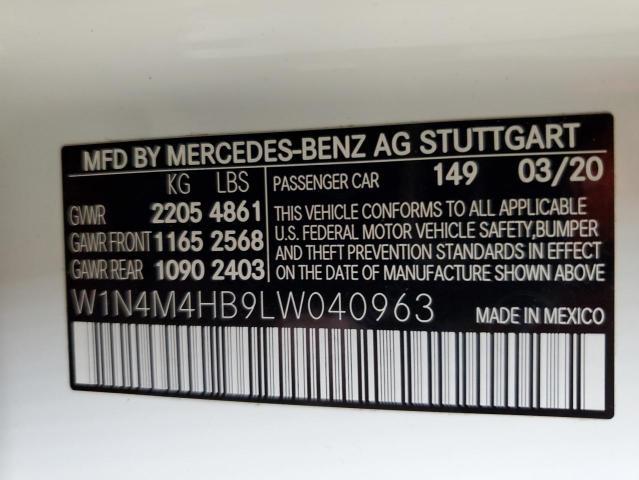 MFD BY MERCEDES-BENZ AG STUTTGART
KG LBS PASSENGER CAR 149 03/20
GVWR 2205 4861 THIS VEHICLE CONFORMS TO ALL APPLICABLE
GAWR FRONT 1165 2568 U.S. FEDERAL MOTOR VEHICLE SAFETY, BUMPER
GAWR REAR 1090 2403 AND THEFT PREVENTION STANDARDS IN EFFECT
ON THE DATE OF MANUFACTURE SHOWN ABOVE
W1N4M4HB9LW040963 MADE IN MEXICO